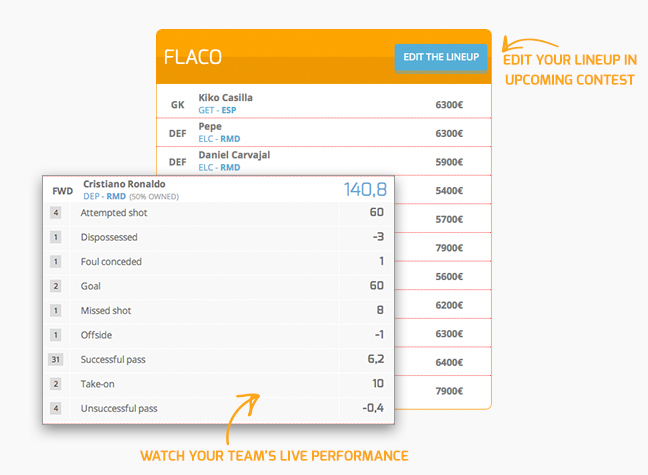 FLACO
EDIT THE LINEUP
EDIT YOUR LINEUP IN
UPCOMING CONTEST
GK Kiko Casilla 6300€
GET - ESP
DEF Pepe 6300€
ELC - RMD
DEF Daniel Carvajal 5900€
ELC - RMD
5400€
5700€
7900€
5600€
6200€
6300€
6400€
7900€
FWD Cristiano Ronaldo 140,8
DEP - RMD (50% OWNED)
4 Attempted shot 60
1 Dispossessed -3
1 Foul conceded 1
2 Goal 60
1 Missed shot 8
1 Offside -1
31 Successful pass 6,2
2 Take-on 10
4 Unsuccessful pass -0,4
WATCH YOUR TEAM'S LIVE PERFORMANCE